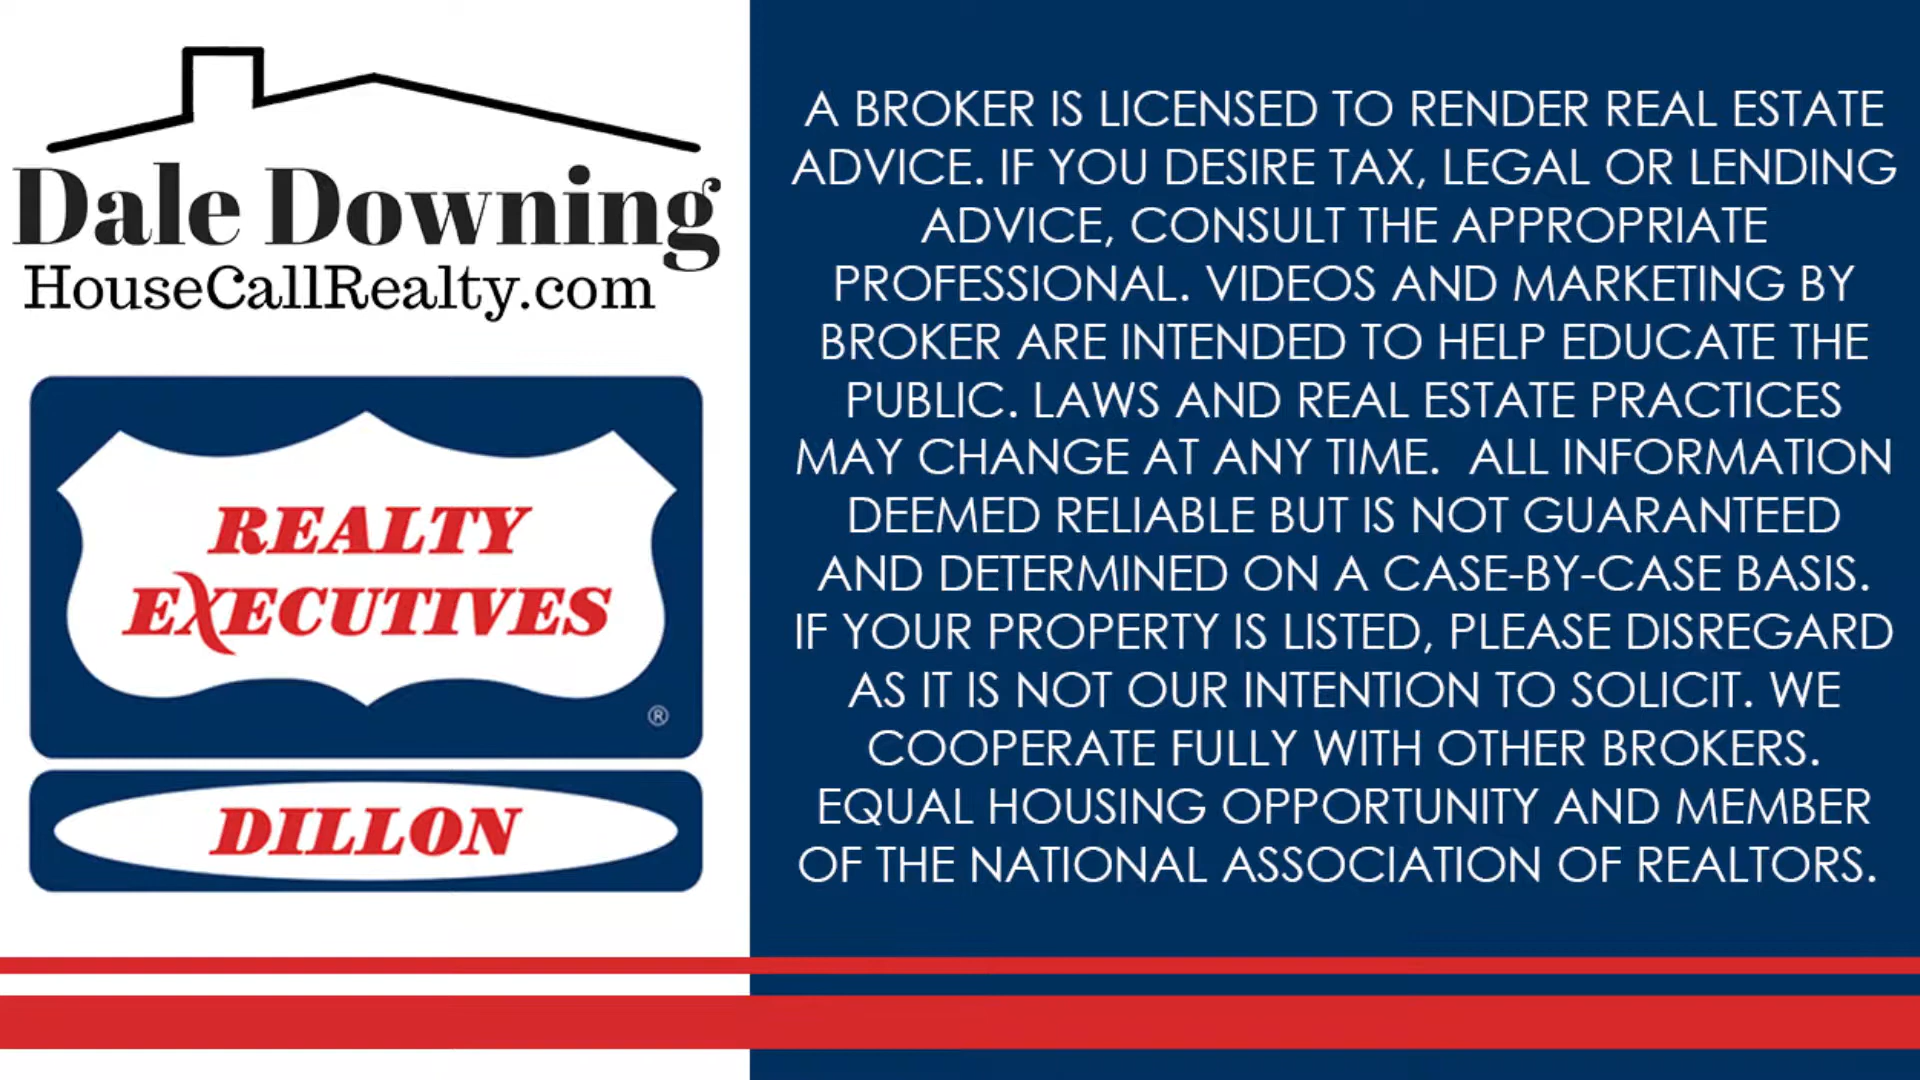 Dale Downing
HouseCallRealty.com
REALTY
EXECUTIVES
®
DILLON
A BROKER IS LICENSED TO RENDER REAL ESTATE
ADVICE. IF YOU DESIRE TAX, LEGAL OR LENDING
ADVICE, CONSULT THE APPROPRIATE
PROFESSIONAL. VIDEOS AND MARKETING BY
BROKER ARE INTENDED TO HELP EDUCATE THE
PUBLIC. LAWS AND REAL ESTATE PRACTICES
MAY CHANGE AT ANY TIME. ALL INFORMATION
DEEMED RELIABLE BUT IS NOT GUARANTEED
AND DETERMINED ON A CASE-BY-CASE BASIS.
IF YOUR PROPERTY IS LISTED, PLEASE DISREGARD
AS IT IS NOT OUR INTENTION TO SOLICIT. WE
COOPERATE FULLY WITH OTHER BROKERS.
EQUAL HOUSING OPPORTUNITY AND MEMBER
OF THE NATIONAL ASSOCIATION OF REALTORS.